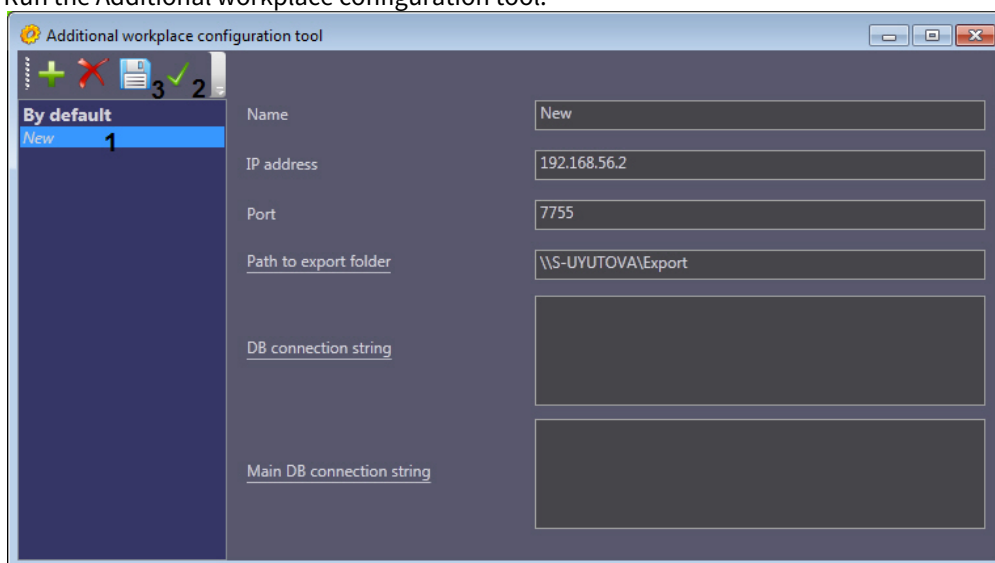 Run the Additional workplace configuration tool.
Additional workplace configuration tool
3 2
By default
New 1
Name New
IP address 192.168.56.2
Port 7755
Path to export folder \\S-UYUTOVA\Export
DB connection string
Main DB connection string